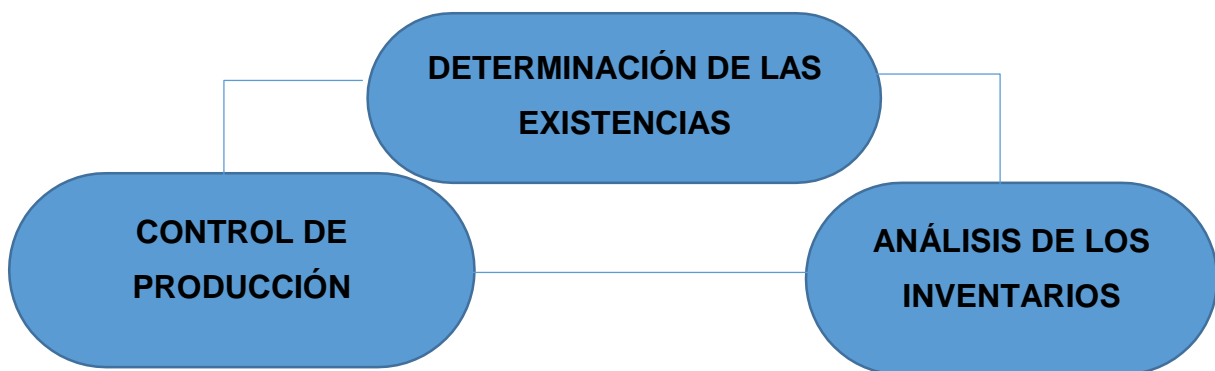 DETERMINACIÓN DE LAS
EXISTENCIAS
CONTROL DE
PRODUCCIÓN
ANÁLISIS DE LOS
INVENTARIOS